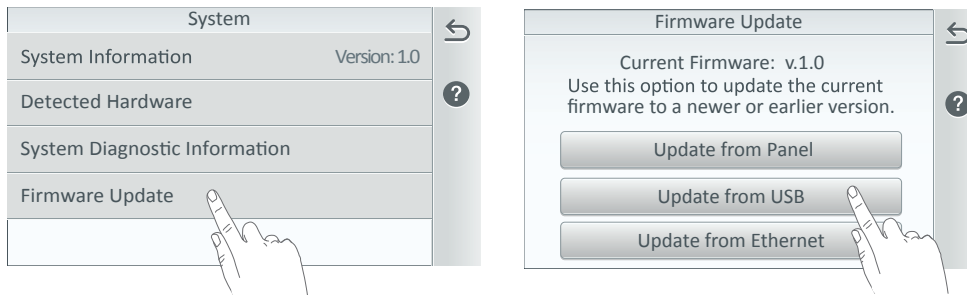 System
System Information Version: 1.0
Detected Hardware
System Diagnostic Information
Firmware Update
?
Firmware Update
Current Firmware: v.1.0
Use this option to update the current
firmware to a newer or earlier version.
Update from Panel
Update from USB
Update from Ethernet
?